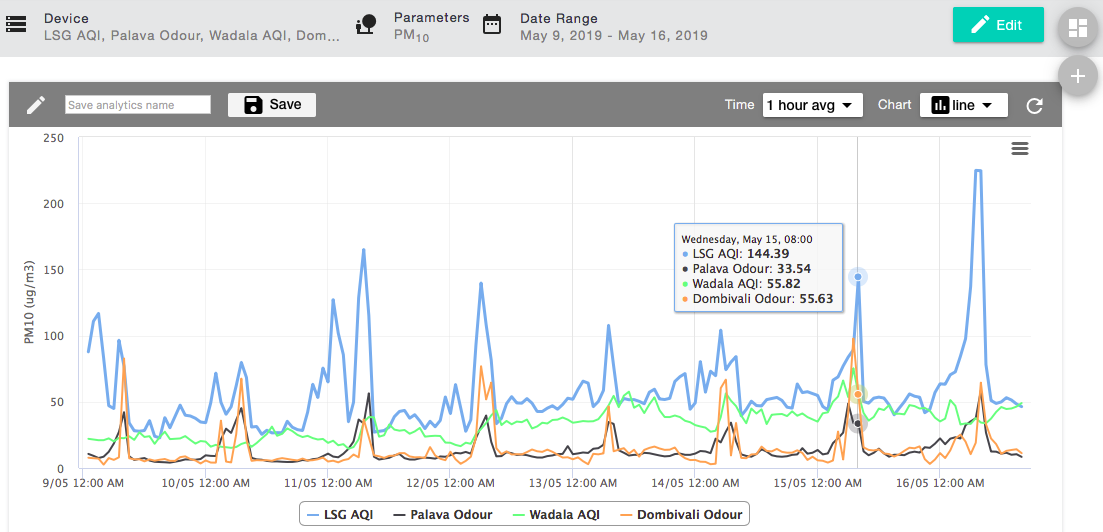 Device
LSG AQI, Palava Odour, Wadala AQI, Dom...
Parameters
PM10
Date Range
May 9, 2019 - May 16, 2019
Edit
Save analytics name
Save
Time
1 hour avg
Chart
line
250
200
150
100
50
0
PM10 (ug/m3)
Wednesday, May 15, 08:00
LSG AQI: 144.39
Palava Odour: 33.54
Wadala AQI: 55.82
Dombivali Odour: 55.63
9/05 12:00 AM
10/05 12:00 AM
11/05 12:00 AM
12/05 12:00 AM
13/05 12:00 AM
14/05 12:00 AM
15/05 12:00 AM
16/05 12:00 AM
LSG AQI
Palava Odour
Wadala AQI
Dombivali Odour